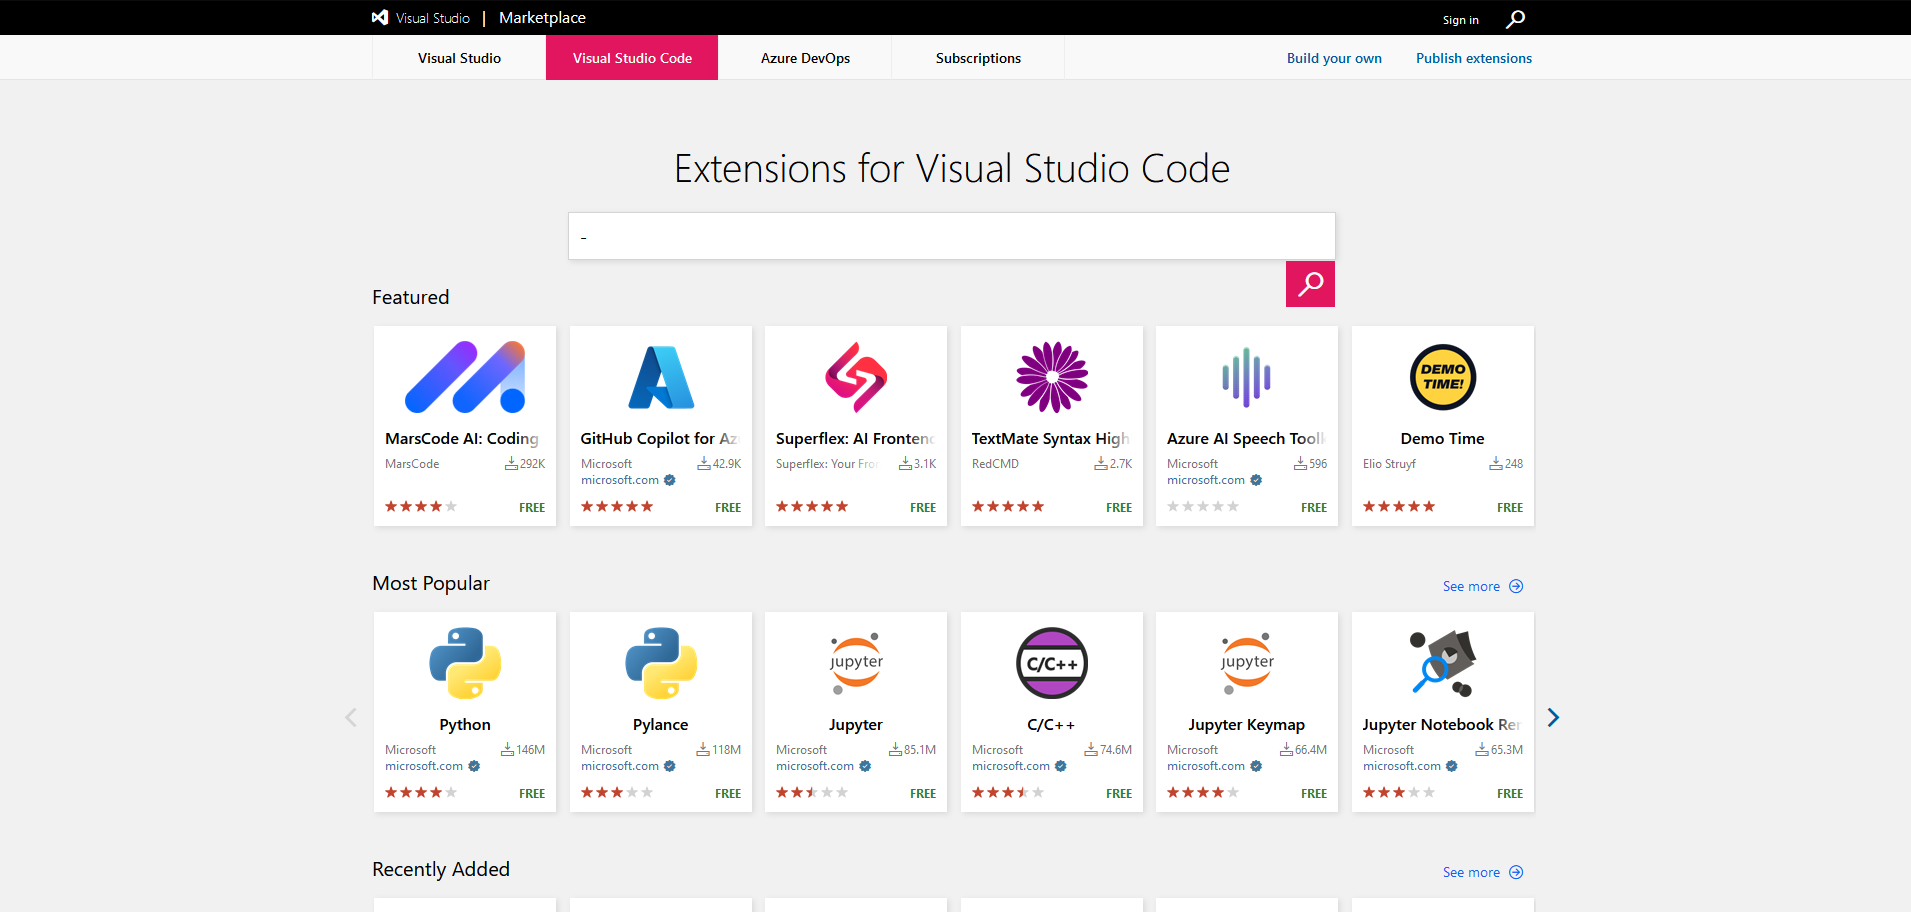 Visual Studio | Marketplace
Sign in
Visual Studio
Visual Studio Code
Azure DevOps
Subscriptions
Build your own
Publish extensions
Extensions for Visual Studio Code
-
Featured
DEMO
TIME!
MarsCode AI: Coding
MarsCode 292K
FREE
GitHub Copilot for Az
Microsoft 42.9K
microsoft.com
FREE
Superflex: AI Frontend
Superflex: Your Fron 3.1K
FREE
TextMate Syntax High
RedCMD 2.7K
FREE
Azure AI Speech Toolk
Microsoft 596
microsoft.com
FREE
Demo Time
Elio Struyf 248
FREE
Most Popular
See more
Python
Microsoft 146M
microsoft.com
FREE
Pylance
Microsoft 118M
microsoft.com
FREE
jupyter
Jupyter
Microsoft 85.1M
microsoft.com
FREE
C/C++
C/C++
Microsoft 74.6M
microsoft.com
FREE
jupyter
Jupyter Keymap
Microsoft 66.4M
microsoft.com
FREE
Jupyter Notebook Ren
Microsoft 65.3M
microsoft.com
FREE
Recently Added
See more